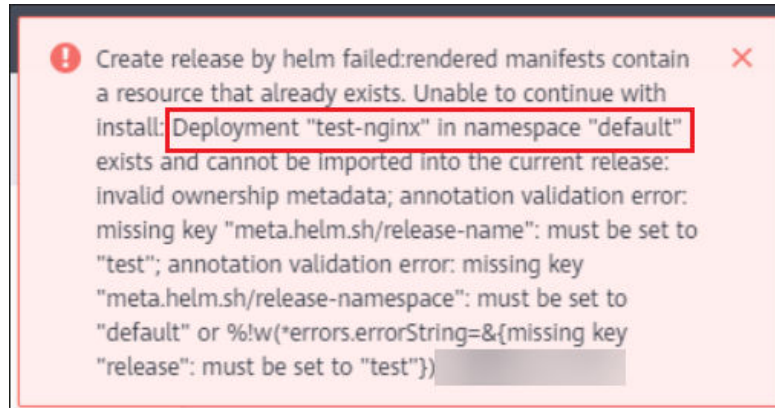 Create release by helm failed:rendered manifests contain
a resource that already exists. Unable to continue with
install: Deployment "test-nginx" in namespace "default"
exists and cannot be imported into the current release:
invalid ownership metadata; annotation validation error:
missing key "meta.helm.sh/release-name": must be set to
"test"; annotation validation error: missing key
"meta.helm.sh/release-namespace": must be set to
"default" or %!w(*errors.errorString=&{missing key
"release": must be set to "test"})